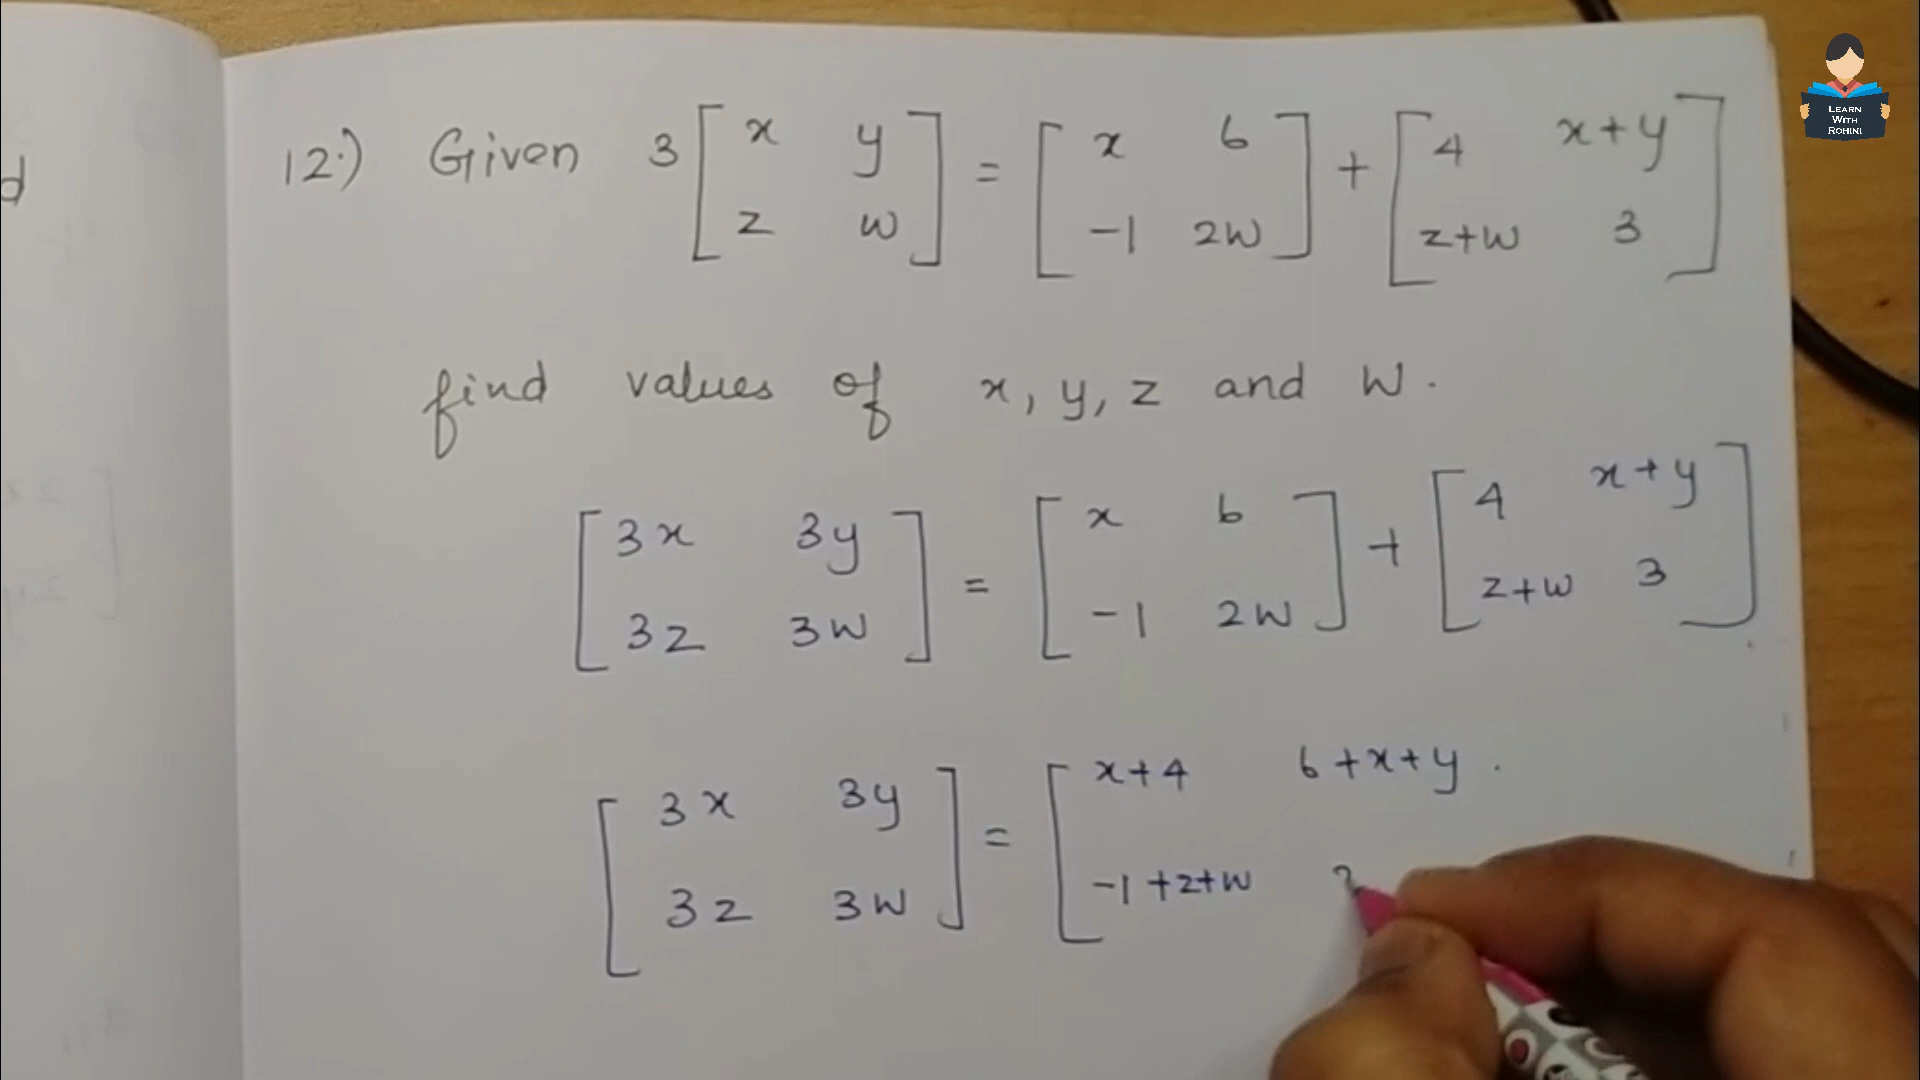 12.) Given 3 [ x y ] = [ x 6 ] + [ 4 x+y ]
[ z w ] [ -1 2w ] [ z+w 3 ]
find values of x, y, z and w.
[ 3x 3y ] = [ x 6 ] + [ 4 x+y ]
[ 3z 3w ] [ -1 2w ] [ z+w 3 ]
[ 3x 3y ] = [ x+4 6+x+y
[ 3z 3w ] [ -1+z+w
d
LEARN
WITH
ROHINI